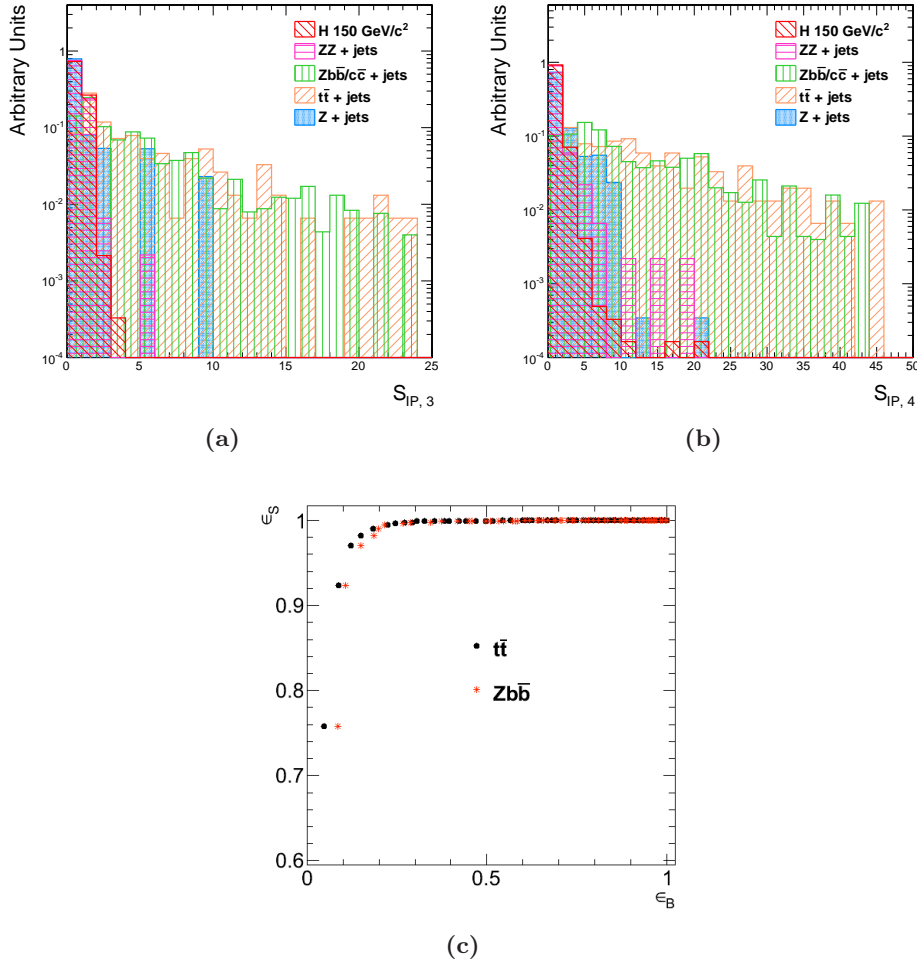 Arbitrary Units
1
10⁻¹
10⁻²
10⁻³
10⁻⁴
H 150 GeV/c²
ZZ + jets
Zbb̄/cc̄ + jets
tt̄ + jets
Z + jets
0 5 10 15 20 25
S_IP, 3
(a)
Arbitrary Units
1
10⁻¹
10⁻²
10⁻³
10⁻⁴
H 150 GeV/c²
ZZ + jets
Zbb̄/cc̄ + jets
tt̄ + jets
Z + jets
0 5 10 15 20 25 30 35 40 45 50
S_IP, 4
(b)
∈_S
1
0.9
0.8
0.7
0.6
tt̄
Zbb̄
0 0.5 1
∈_B
(c)